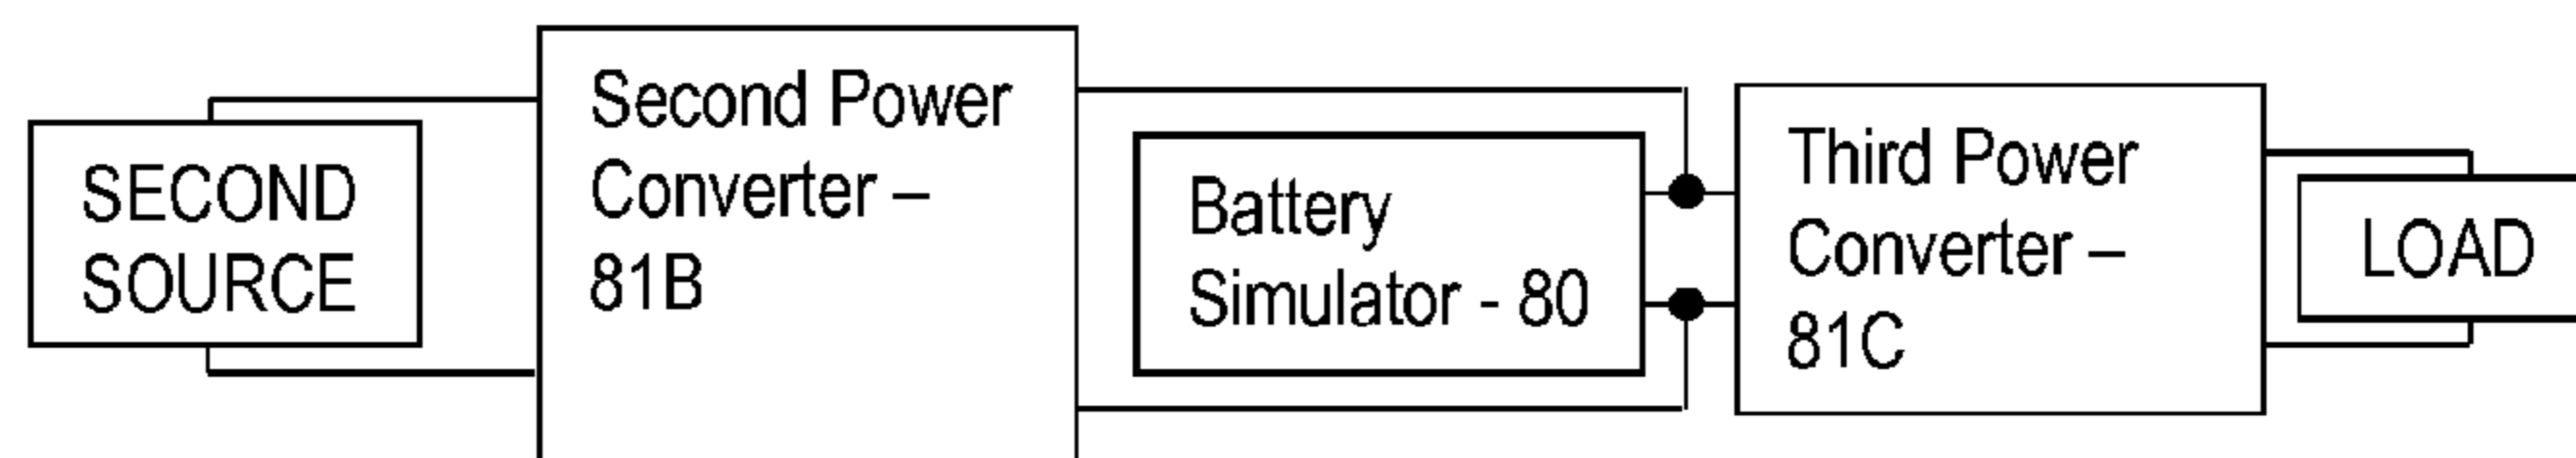 SECOND
SOURCE
Second Power
Converter –
81B
Battery
Simulator - 80
Third Power
Converter –
81C
LOAD